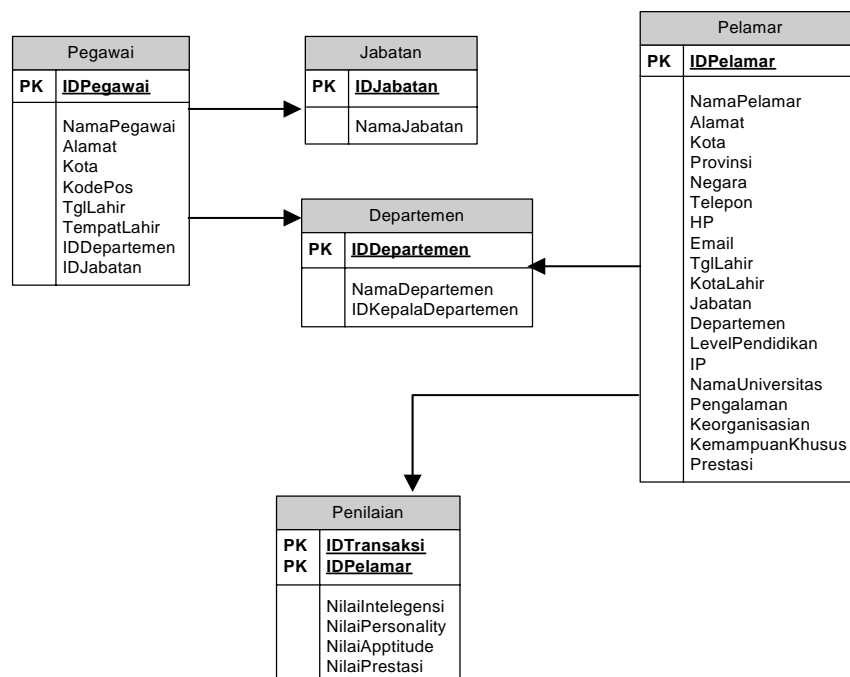 Pegawai
PK IDPegawai
NamaPegawai
Alamat
Kota
KodePos
TglLahir
TempatLahir
IDDepartemen
IDJabatan
Jabatan
PK IDJabatan
NamaJabatan
Departemen
PK IDDepartemen
NamaDepartemen
IDKepalaDepartemen
Pelamar
PK IDPelamar
NamaPelamar
Alamat
Kota
Provinsi
Negara
Telepon
HP
Email
TglLahir
KotaLahir
Jabatan
Departemen
LevelPendidikan
IP
NamaUniversitas
Pengalaman
Keorganisasian
KemampuanKhusus
Prestasi
Penilaian
PK IDTransaksi
PK IDPelamar
NilaiIntelegensi
NilaiPersonality
NilaiApptitude
NilaiPrestasi